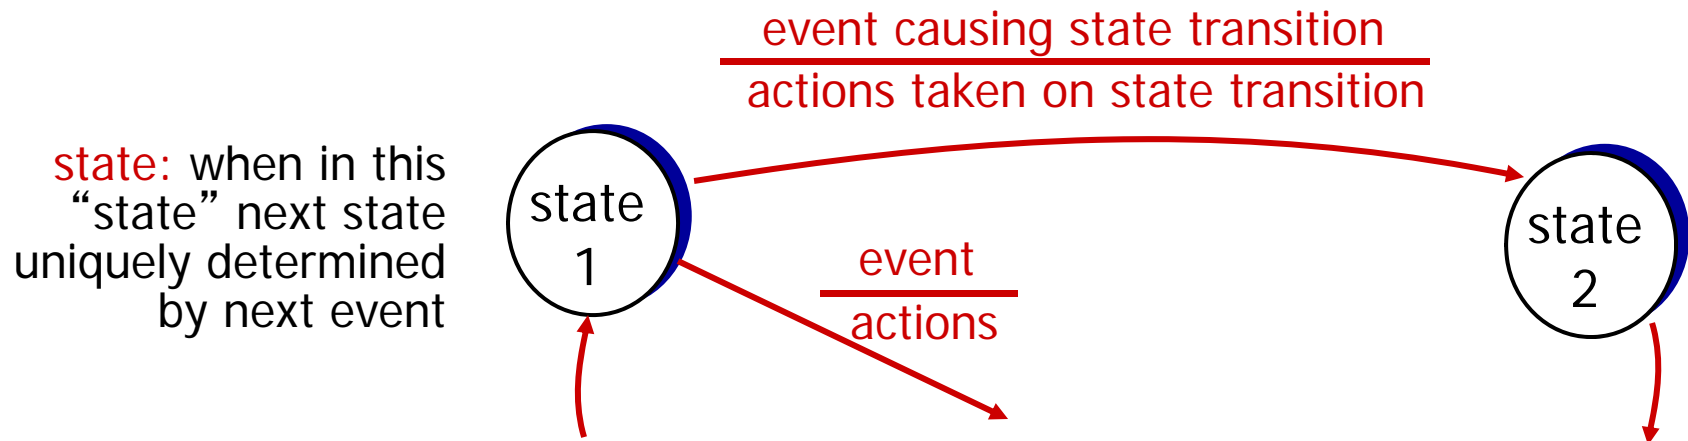 event causing state transition
actions taken on state transition
state: when in this
“state” next state
uniquely determined
by next event
state
1
event
actions
state
2